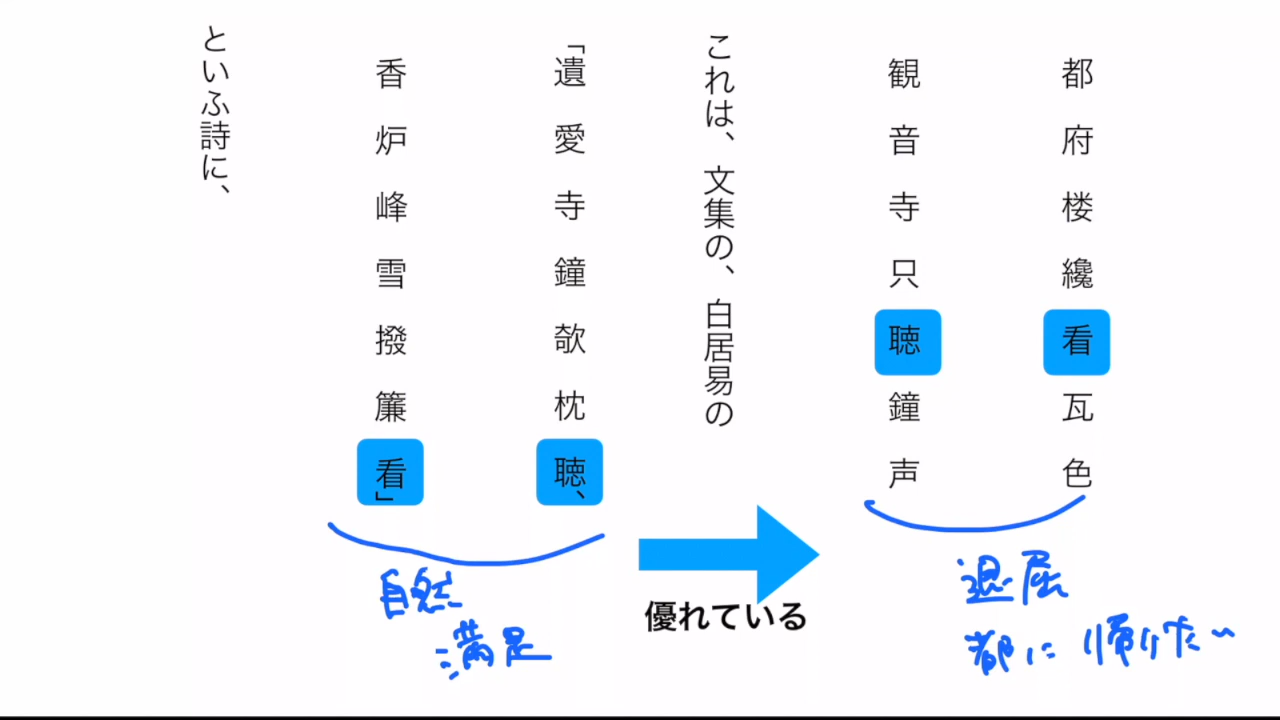 都府楼纔看瓦色
観音寺只聴鐘声
これは、文集の、白居易の
「遺愛寺鐘欹枕聴、
香炉峰雪撥簾看」
といふ詩に、
優れている
退屈
都に帰りた〜
自然
満足